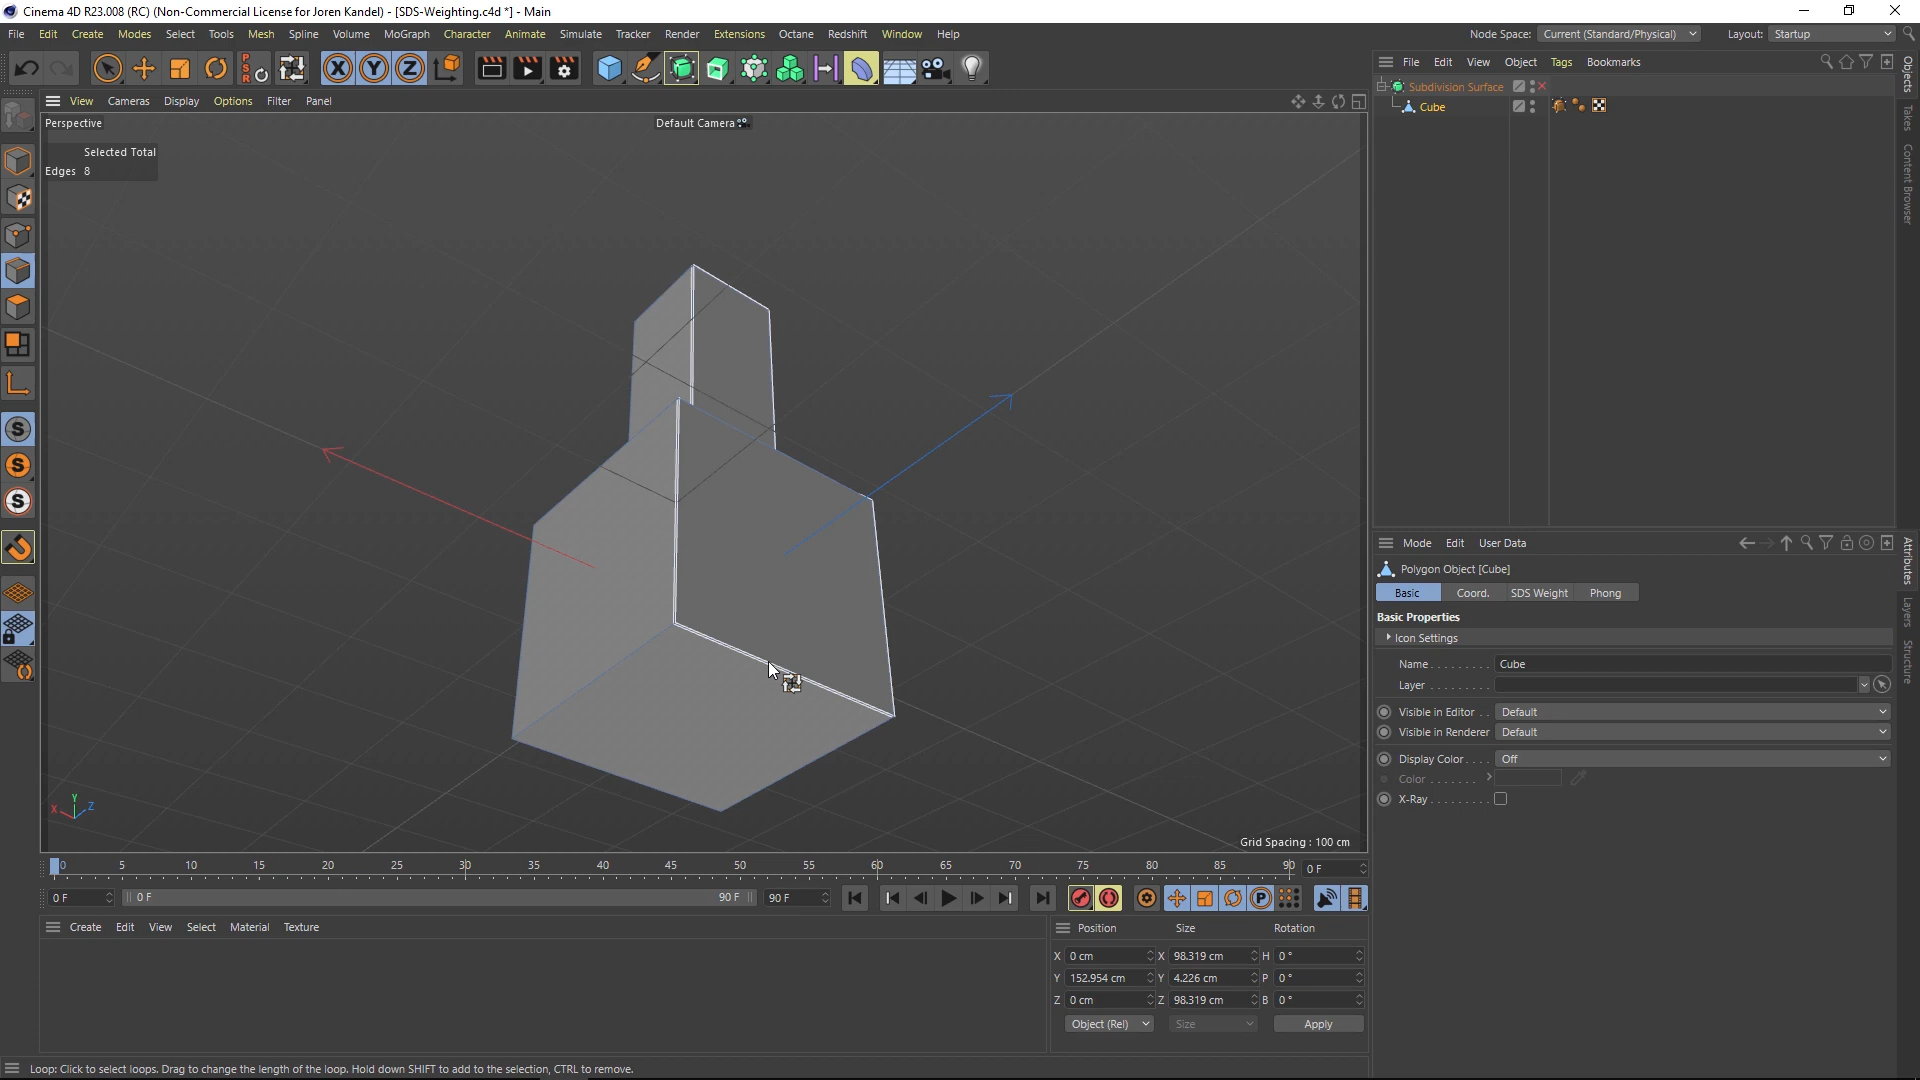 Cinema 4D R23.008 (RC) (Non-Commercial License for Joren Kandel) - [SDS-Weighting.c4d *] - Main
File Edit Create Modes Select Tools Mesh Spline Volume MoGraph Character Animate Simulate Tracker Render Extensions Octane Redshift Window Help
Node Space: Current (Standard/Physical) Layout: Startup
P
S
R
X Y Z
File Edit View Object Tags Bookmarks
View Cameras Display Options Filter Panel
Subdivision Surface
Cube
Perspective
Default Camera
Selected Total
Edges 8
S
S
S
Objects
Takes
Content Browser
Mode Edit User Data
Attributes
Layers
Structure
Polygon Object [Cube]
Basic Coord. SDS Weight Phong
Basic Properties
Icon Settings
Name . . . . . . . . . Cube
Layer . . . . . . . . .
Visible in Editor . . Default
Visible in Renderer Default
Display Color . . . . Off
Color . . . . . . .
X-Ray . . . . . . . . .
X Y Z
Grid Spacing : 100 cm
0 5 10 15 20 25 30 35 40 45 50 55 60 65 70 75 80 85 90 0 F
0 F 0 F 90 F 90 F
P
Create Edit View Select Material Texture
Position Size Rotation
X 0 cm X 98.319 cm H 0 °
Y 152.954 cm Y 4.226 cm P 0 °
Z 0 cm Z 98.319 cm B 0 °
Object (Rel) Size Apply
Loop: Click to select loops. Drag to change the length of the loop. Hold down SHIFT to add to the selection, CTRL to remove.